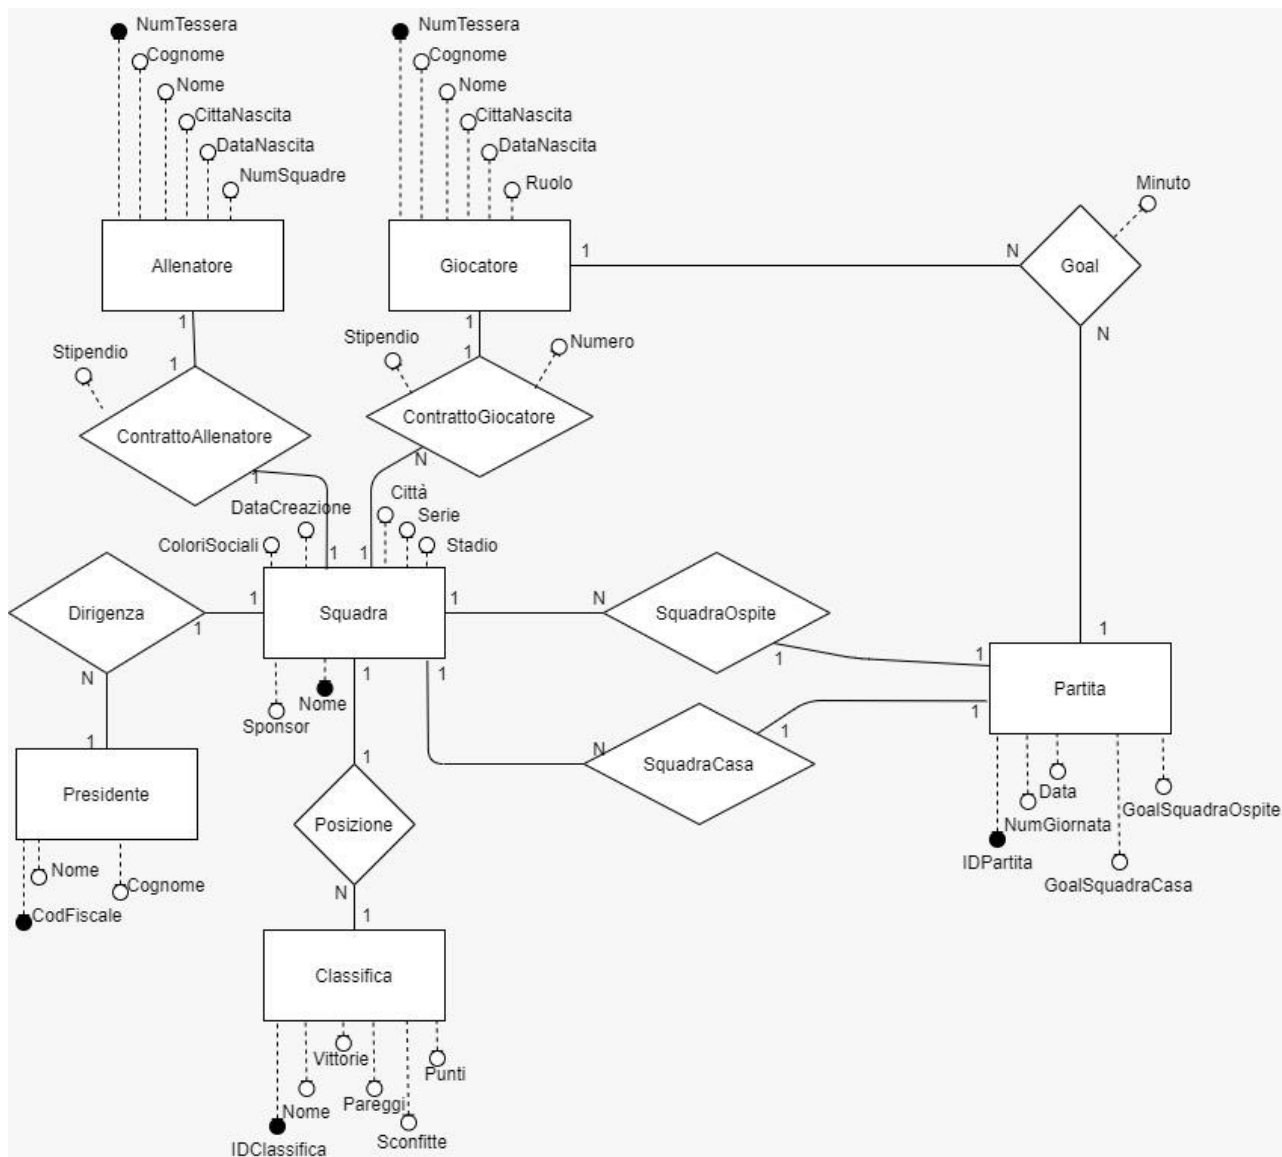 NumTessera
Cognome
Nome
CittaNascita
DataNascita
NumSquadre
Allenatore
NumTessera
Cognome
Nome
CittaNascita
DataNascita
Ruolo
Giocatore
1
N
Minuto
Goal
N
1
1
Stipendio
ContrattoAllenatore
1
1
1
Stipendio
Numero
ContrattoGiocatore
N
1
1
DataCreazione
ColoriSociali
Città
Serie
Stadio
Dirigenza
1
1
N
1
Squadra
1
N
SquadraOspite
1
1
1
Partita
Sponsor
Nome
1
1
N
SquadraCasa
1
1
Presidente
Nome
Cognome
CodFiscale
1
Posizione
N
1
Data
NumGiornata
IDPartita
GoalSquadraOspite
GoalSquadraCasa
Classifica
Vittorie
Punti
Nome
Pareggi
Sconfitte
IDClassifica